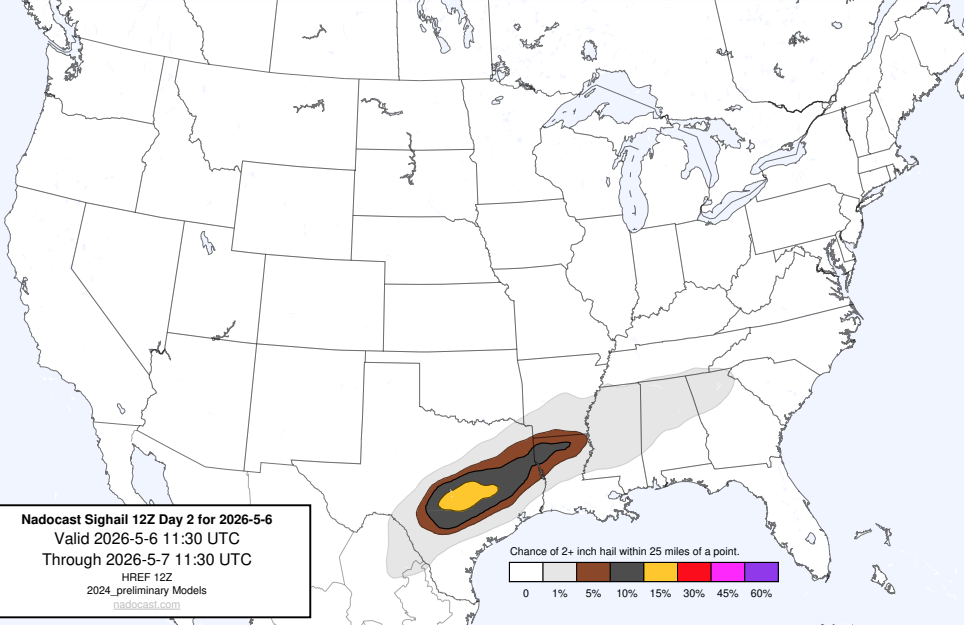 Nadocast Sighail 12Z Day 2 for 2026-5-6
Valid 2026-5-6 11:30 UTC
Through 2026-5-7 11:30 UTC
HREF 12Z
2024_preliminary Models
nadocast.com
Chance of 2+ inch hail within 25 miles of a point.
0 1% 5% 10% 15% 30% 45% 60%